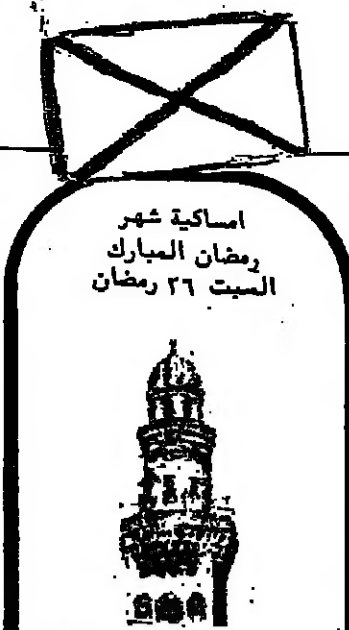 امساكية شهر
رمضان المبارك
السبت ٢٦ رمضان